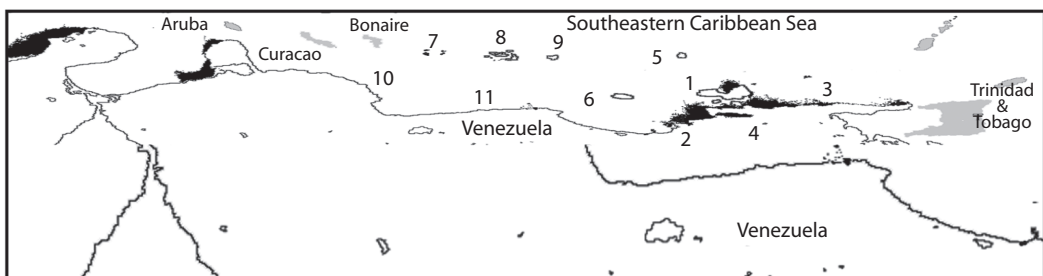 Aruba
Bonaire
Southeastern Caribbean Sea
7
8
9
Curacao
5
10
1
11
6
3
Trinidad
&
Tobago
Venezuela
2
4
Venezuela